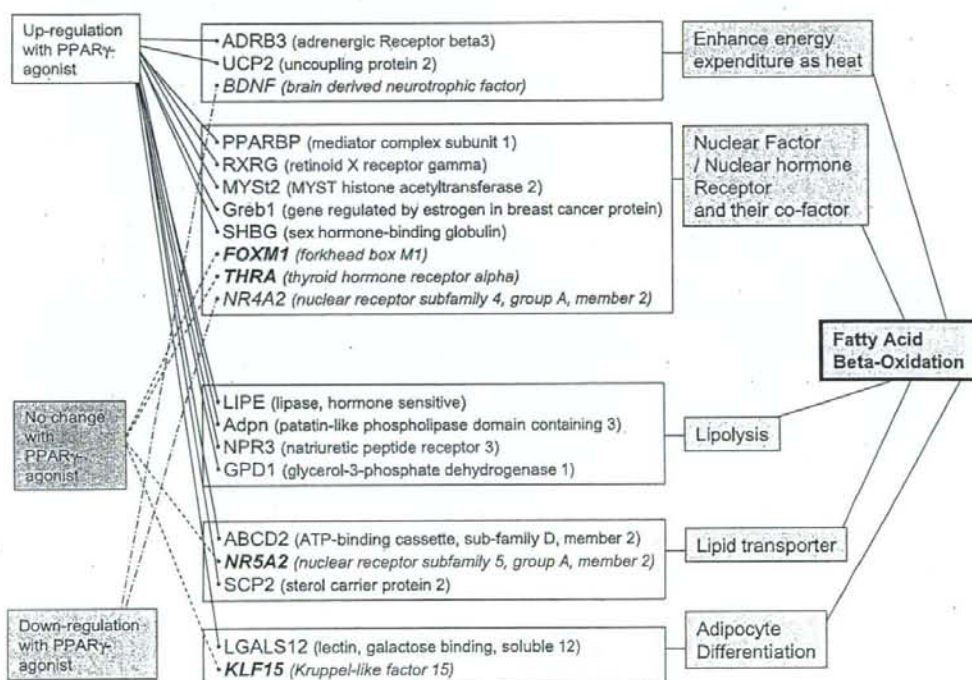 Up-regulation
with PPARγ-
agonist
ADRB3 (adrenergic Receptor beta3)
UCP2 (uncoupling protein 2)
BDNF (brain derived neurotrophic factor)
Enhance energy
expenditure as heat
PPARBP (mediator complex subunit 1)
RXRG (retinoid X receptor gamma)
MYSt2 (MYST histone acetyltransferase 2)
Greb1 (gene regulated by estrogen in breast cancer protein)
SHBG (sex hormone-binding globulin)
FOXM1 (forkhead box M1)
THRA (thyroid hormone receptor alpha)
NR4A2 (nuclear receptor subfamily 4, group A, member 2)
Nuclear Factor
/ Nuclear hormone
Receptor
and their co-factor
Fatty Acid
Beta-Oxidation
No change
with
PPARγ-
agonist
LIPE (lipase, hormone sensitive)
Adpn (patatin-like phospholipase domain containing 3)
NPR3 (natriuretic peptide receptor 3)
GPD1 (glycerol-3-phosphate dehydrogenase 1)
Lipolysis
ABCD2 (ATP-binding cassette, sub-family D, member 2)
NR5A2 (nuclear receptor subfamily 5, group A, member 2)
SCP2 (sterol carrier protein 2)
Lipid transporter
Down-regulation
with PPARγ-
agonist
LGALS12 (lectin, galactose binding, soluble 12)
KLF15 (Kruppel-like factor 15)
Adipocyte
Differentiation